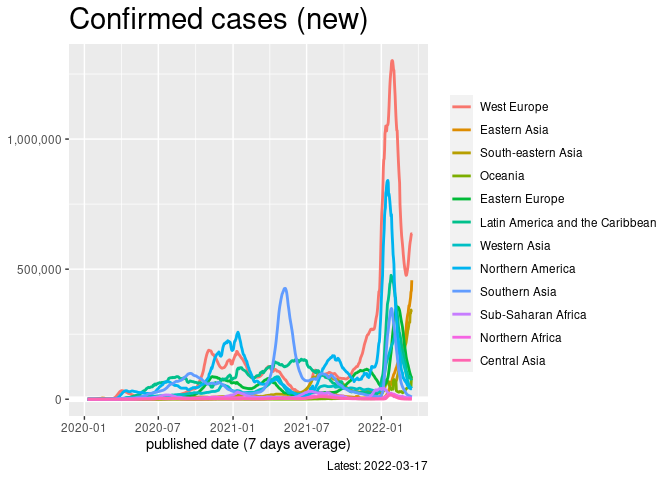 Confirmed cases (new)
1,000,000
500,000
0
2020-01
2020-07
2021-01
2021-07
2022-01
published date (7 days average)
Latest: 2022-03-17
West Europe
Eastern Asia
South-eastern Asia
Oceania
Eastern Europe
Latin America and the Caribbean
Western Asia
Northern America
Southern Asia
Sub-Saharan Africa
Northern Africa
Central Asia